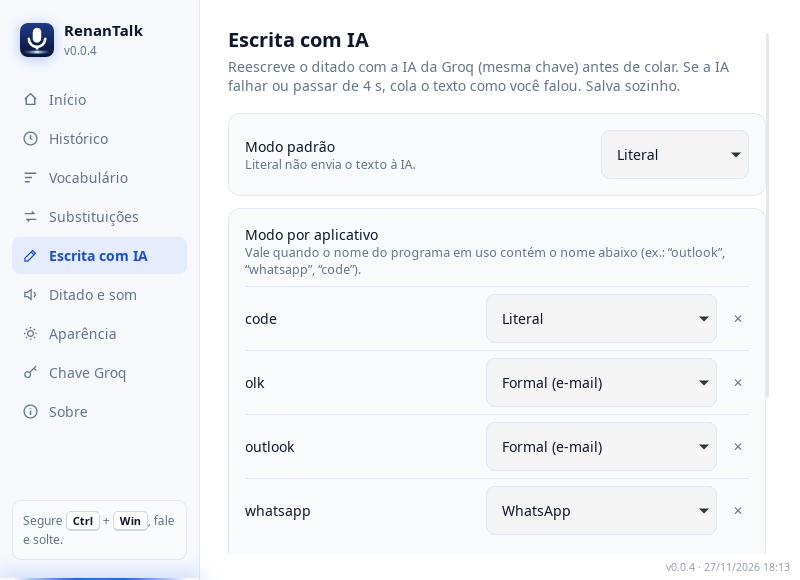 RenanTalk
v0.0.4
Início
Histórico
Vocabulário
Substituições
Escrita com IA
Ditado e som
Aparência
Chave Groq
Sobre
Segure Ctrl + Win, fale
e solte.
Escrita com IA
Reescreve o ditado com a IA da Groq (mesma chave) antes de colar. Se a IA
falhar ou passar de 4 s, cola o texto como você falou. Salva sozinho.
Modo padrão
Literal não envia o texto à IA.
Literal
Modo por aplicativo
Vale quando o nome do programa em uso contém o nome abaixo (ex.: “outlook”,
“whatsapp”, “code”).
code Literal ×
olk Formal (e-mail) ×
outlook Formal (e-mail) ×
whatsapp WhatsApp ×
v0.0.4 · 27/11/2026 18:13